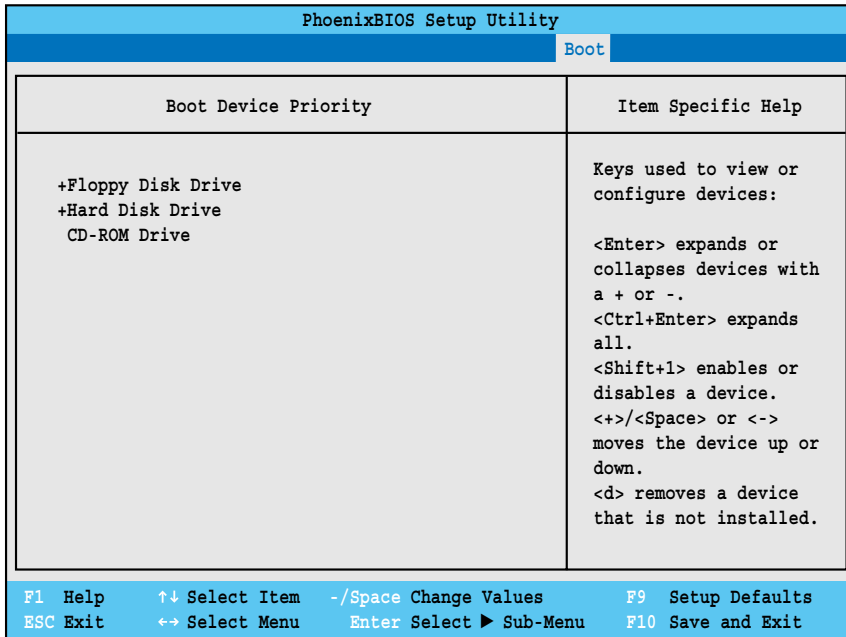 PhoenixBIOS Setup Utility
Boot
Boot Device Priority
Item Specific Help
+Floppy Disk Drive
+Hard Disk Drive
CD-ROM Drive
Keys used to view or
configure devices:
<Enter> expands or
collapses devices with
a + or -.
<Ctrl+Enter> expands
all.
<Shift+1> enables or
disables a device.
<+>/<Space> or <->
moves the device up or
down.
<d> removes a device
that is not installed.
F1 Help ↑↓ Select Item -/Space Change Values F9 Setup Defaults
ESC Exit ←→ Select Menu Enter Select ▶ Sub-Menu F10 Save and Exit